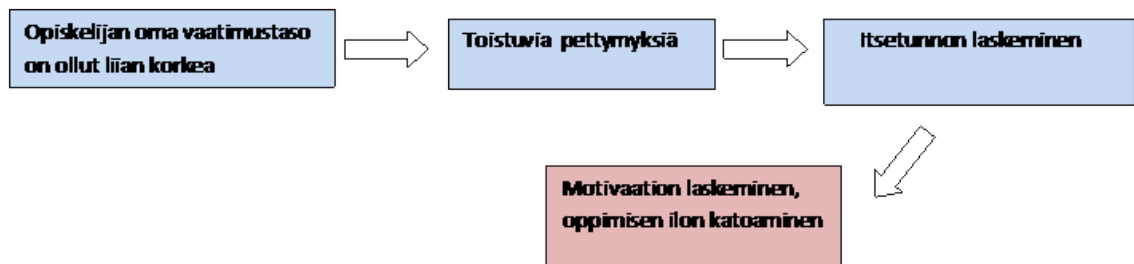 Opiskelijan oma vaatimustaso
on ollut liian korkea
Toistuvia pettymyksiä
Itsetunnon laskeminen
Motivaation laskeminen,
oppimisen ilon katoaminen